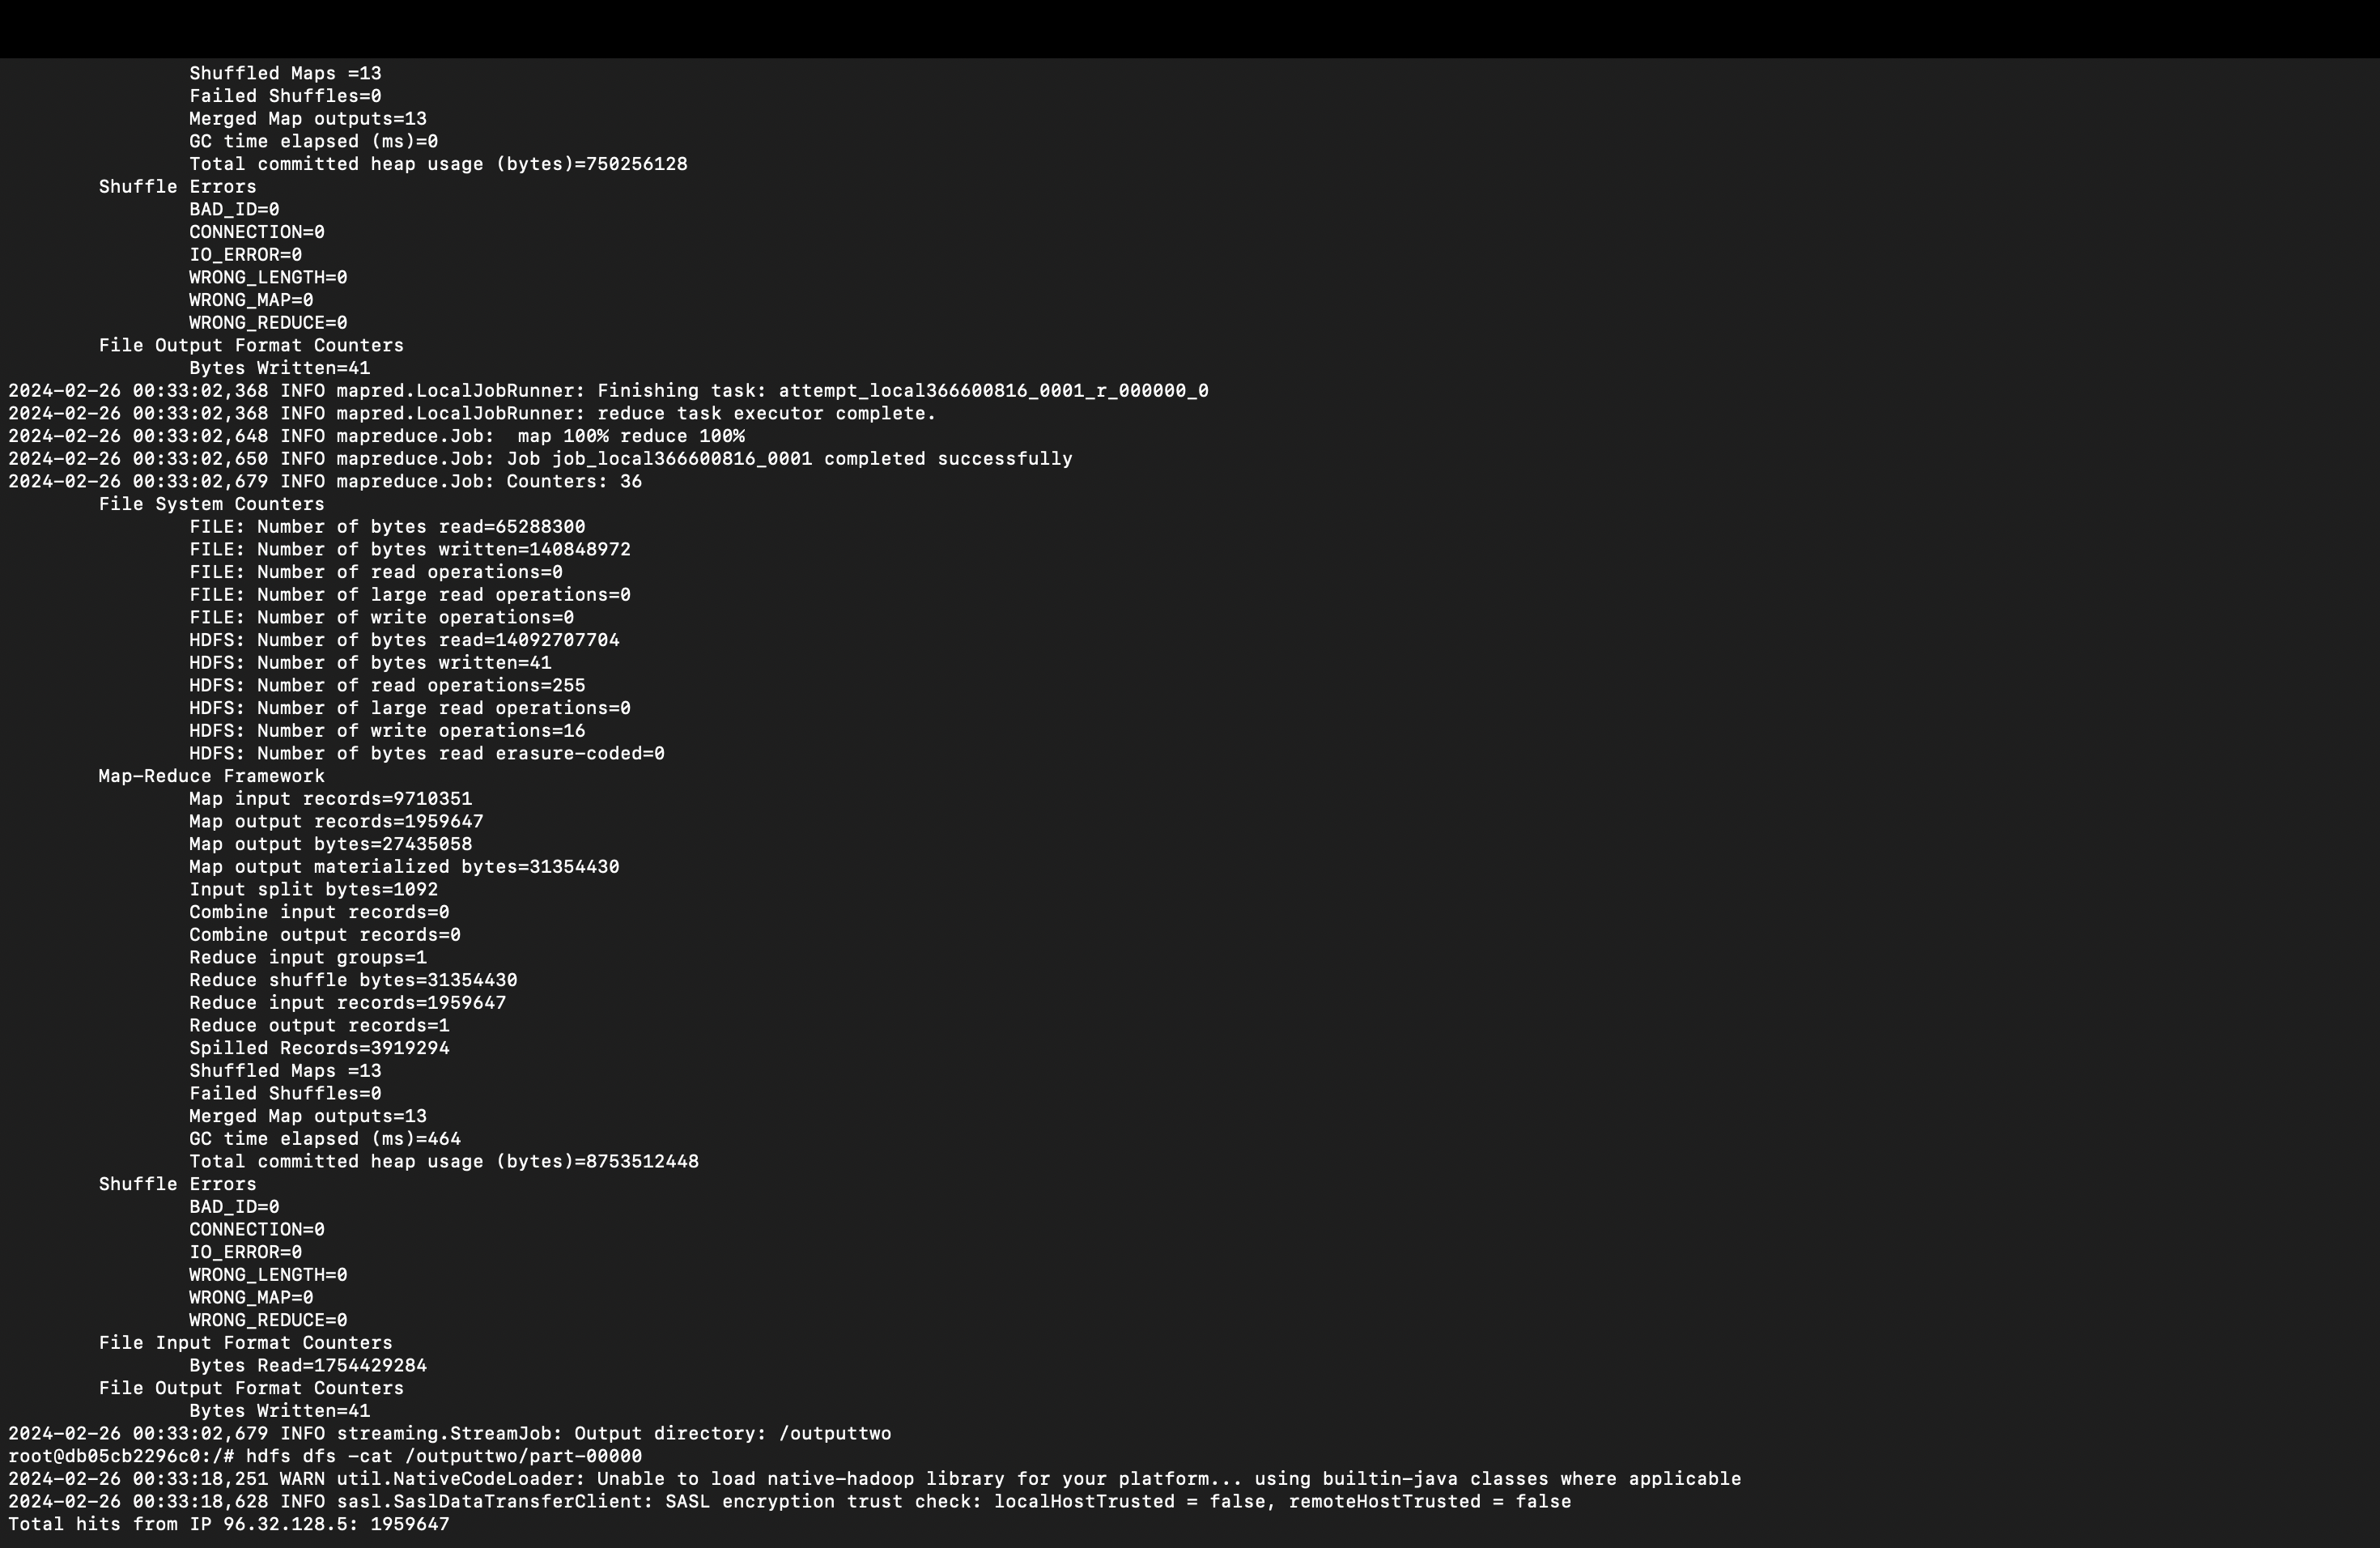 Shuffled Maps =13
Failed Shuffles=0
Merged Map outputs=13
GC time elapsed (ms)=0
Total committed heap usage (bytes)=750256128
Shuffle Errors
BAD_ID=0
CONNECTION=0
IO_ERROR=0
WRONG_LENGTH=0
WRONG_MAP=0
WRONG_REDUCE=0
File Output Format Counters
Bytes Written=41
2024-02-26 00:33:02,368 INFO mapred.LocalJobRunner: Finishing task: attempt_local366600816_0001_r_000000_0
2024-02-26 00:33:02,368 INFO mapred.LocalJobRunner: reduce task executor complete.
2024-02-26 00:33:02,648 INFO mapreduce.Job:  map 100% reduce 100%
2024-02-26 00:33:02,650 INFO mapreduce.Job: Job job_local366600816_0001 completed successfully
2024-02-26 00:33:02,679 INFO mapreduce.Job: Counters: 36
File System Counters
FILE: Number of bytes read=65288300
FILE: Number of bytes written=140848972
FILE: Number of read operations=0
FILE: Number of large read operations=0
FILE: Number of write operations=0
HDFS: Number of bytes read=14092707704
HDFS: Number of bytes written=41
HDFS: Number of read operations=255
HDFS: Number of large read operations=0
HDFS: Number of write operations=16
HDFS: Number of bytes read erasure-coded=0
Map-Reduce Framework
Map input records=9710351
Map output records=1959647
Map output bytes=27435058
Map output materialized bytes=31354430
Input split bytes=1092
Combine input records=0
Combine output records=0
Reduce input groups=1
Reduce shuffle bytes=31354430
Reduce input records=1959647
Reduce output records=1
Spilled Records=3919294
Shuffled Maps =13
Failed Shuffles=0
Merged Map outputs=13
GC time elapsed (ms)=464
Total committed heap usage (bytes)=8753512448
Shuffle Errors
BAD_ID=0
CONNECTION=0
IO_ERROR=0
WRONG_LENGTH=0
WRONG_MAP=0
WRONG_REDUCE=0
File Input Format Counters
Bytes Read=1754429284
File Output Format Counters
Bytes Written=41
2024-02-26 00:33:02,679 INFO streaming.StreamJob: Output directory: /outputtwo
root@db05cb2296c0:/# hdfs dfs -cat /outputtwo/part-00000
2024-02-26 00:33:18,251 WARN util.NativeCodeLoader: Unable to load native-hadoop library for your platform... using builtin-java classes where applicable
2024-02-26 00:33:18,628 INFO sasl.SaslDataTransferClient: SASL encryption trust check: localHostTrusted = false, remoteHostTrusted = false
Total hits from IP 96.32.128.5: 1959647